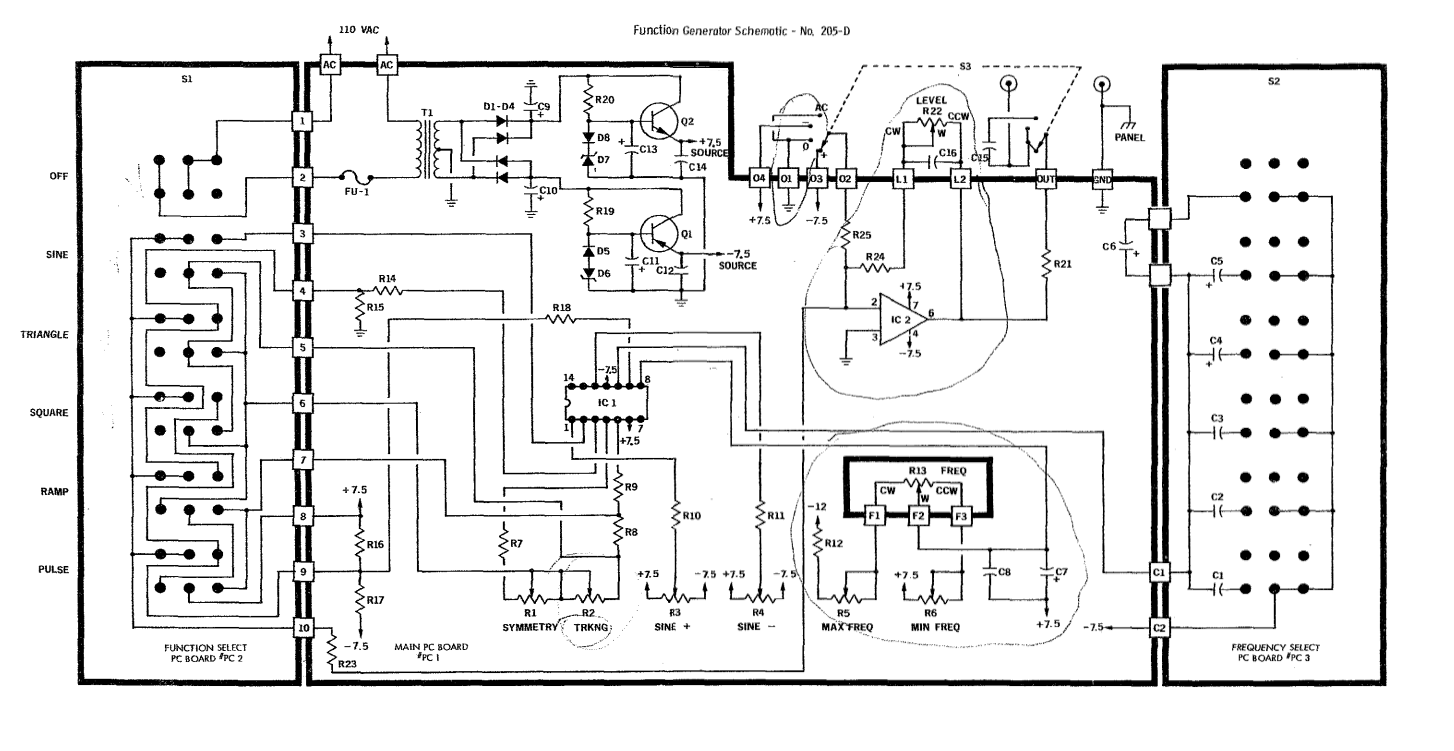 Function Generator Schematic - No. 205-D
110 VAC
S1
AC
AC
S3
S2
T1
D1-D4
C9
+
R20
Q2
D8
D7
+
C13
+7.5
SOURCE
C14
AC
-
0
+
LEVEL
R22
CW
CCW
W
C16
C15
PANEL
1
2
FU-1
C10
+
O4
O1
O3
O2
L1
L2
OUT
GND
+7.5
-7.5
OFF
R19
Q1
D5
D6
C11
+
C12
-7.5
SOURCE
3
SINE
R25
R24
R21
C6
+
C5
+
4
R14
R15
R18
+7.5
2
7
IC 2
6
3
4
-7.5
TRIANGLE
5
C4
+
-7.5
14
8
IC 1
1
7
+7.5
SQUARE
6
C3
7
RAMP
+7.5
R9
R13
FREQ
CW
W
CCW
C2
8
R16
R7
R8
R10
R11
-12
F1
F2
F3
R12
PULSE
9
R17
+7.5
-7.5
+7.5
-7.5
+7.5
C8
C7
+
C1
C1
R1
SYMMETRY
R2
TRKNG
R3
SINE +
R4
SINE -
R5
MAX FREQ
R6
MIN FREQ
+7.5
-7.5
C2
10
-7.5
R23
FUNCTION SELECT
PC BOARD #PC 2
MAIN PC BOARD
#PC 1
FREQUENCY SELECT
PC BOARD #PC 3